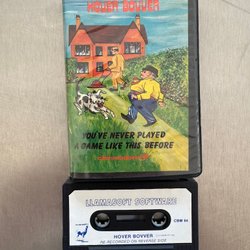 HOVER BOVVER
YOU'VE NEVER PLAYED
A GAME LIKE THIS BEFORE
LLAMASOFT SOFTWARE
CBM 64
HOVER BOVVER
RE-RECORDED ON REVERSE SIDE